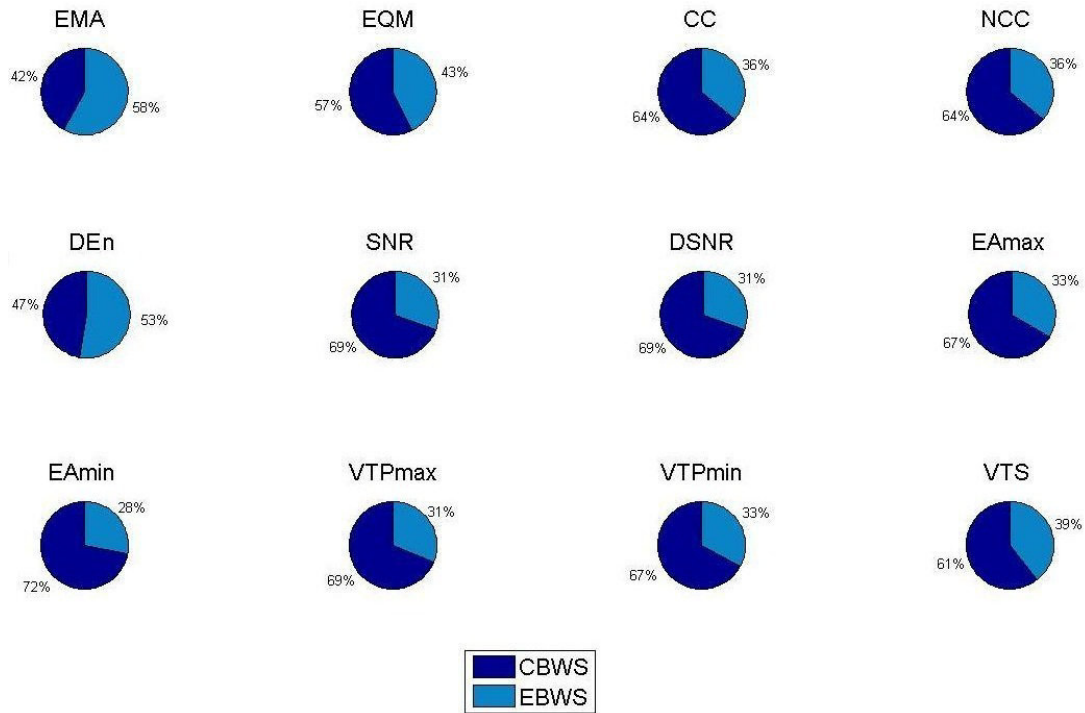 EMA
42%
58%
EQM
43%
57%
CC
36%
64%
NCC
36%
64%
DEn
47%
53%
SNR
31%
69%
DSNR
31%
69%
EAmax
33%
67%
EAmin
28%
72%
VTPmax
31%
69%
VTPmin
33%
67%
VTS
39%
61%
CBWS
EBWS